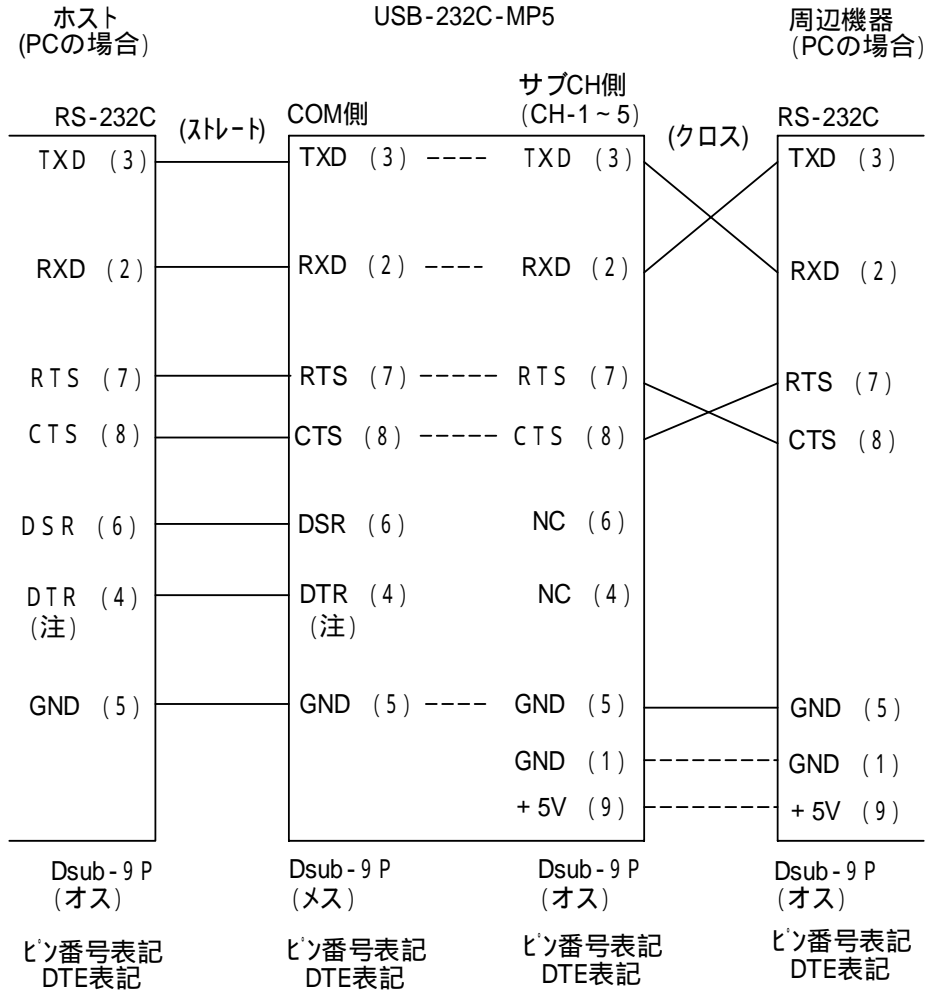 ホスト
(PCの場合)
USB-232C-MP5
周辺機器
(PCの場合)
RS-232C
(ｽﾄﾚｰﾄ)
COM側
サブCH側
(CH-1~5)
(クロス)
RS-232C
TXD (3)
TXD (3)
TXD (3)
TXD (3)
RXD (2)
RXD (2)
RXD (2)
RXD (2)
RTS (7)
RTS (7)
RTS (7)
RTS (7)
CTS (8)
CTS (8)
CTS (8)
CTS (8)
DSR (6)
DSR (6)
NC (6)
DTR (4)
(注)
DTR (4)
(注)
NC (4)
GND (5)
GND (5)
GND (5)
GND (5)
GND (1)
GND (1)
+5V (9)
+5V (9)
Dsub-9P
(オス)
ﾋﾟﾝ番号表記
DTE表記
Dsub-9P
(メス)
ﾋﾟﾝ番号表記
DTE表記
Dsub-9P
(オス)
ﾋﾟﾝ番号表記
DTE表記
Dsub-9P
(オス)
ﾋﾟﾝ番号表記
DTE表記